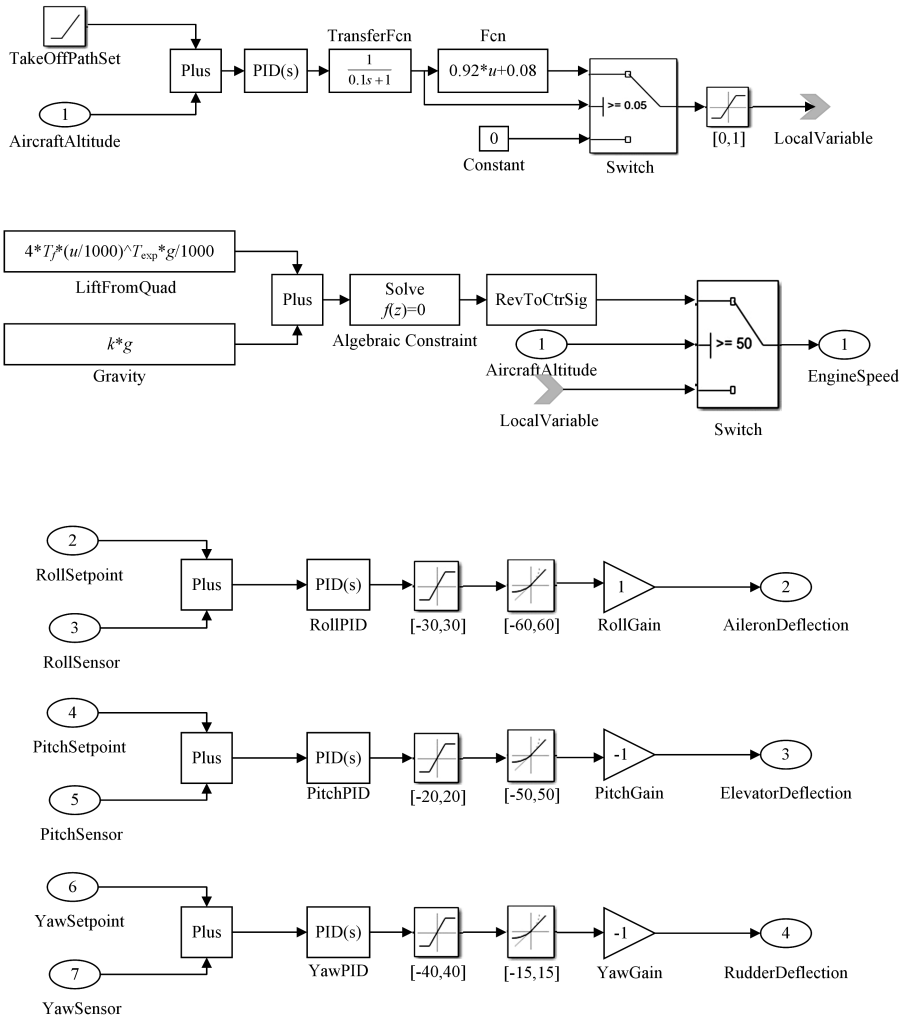 TakeOffPathSet
1
AircraftAltitude
Plus
PID(s)
TransferFcn
1
0.1s+1
Fcn
0.92*u+0.08
0
Constant
>= 0.05
Switch
[0,1]
LocalVariable
4*T_f*(u/1000)^T_exp*g/1000
LiftFromQuad
k*g
Gravity
Plus
Solve
f(z)=0
Algebraic Constraint
RevToCtrSig
1
AircraftAltitude
LocalVariable
>= 50
Switch
1
EngineSpeed
2
RollSetpoint
3
RollSensor
Plus
PID(s)
RollPID
[-30,30]
[-60,60]
1
RollGain
2
AileronDeflection
4
PitchSetpoint
5
PitchSensor
Plus
PID(s)
PitchPID
[-20,20]
[-50,50]
-1
PitchGain
3
ElevatorDeflection
6
YawSetpoint
7
YawSensor
Plus
PID(s)
YawPID
[-40,40]
[-15,15]
-1
YawGain
4
RudderDeflection